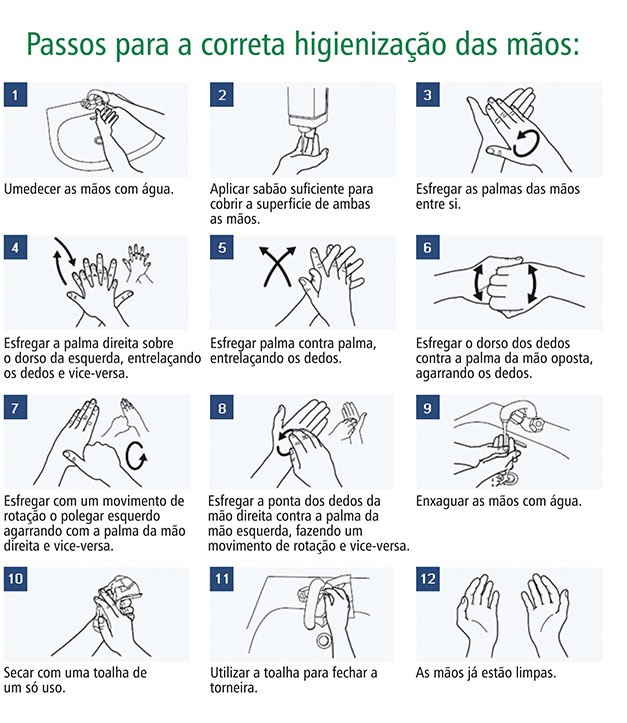 Passos para a correta higienização das mãos:
1
Umedecer as mãos com água.
2
Aplicar sabão suficiente para
cobrir a superficie de ambas
as mãos.
3
Esfregar as palmas das mãos
entre si.
4
Esfregar a palma direita sobre
o dorso da esquerda, entrelaçando
os dedos e vice-versa.
5
Esfregar palma contra palma,
entrelaçando os dedos.
6
Esfregar o dorso dos dedos
contra a palma da mão oposta,
agarrando os dedos.
7
Esfregar com um movimento de
rotação o polegar esquerdo
agarrando com a palma da mão
direita e vice-versa.
8
Esfregar a ponta dos dedos da
mão direita contra a palma da
mão esquerda, fazendo um
movimento de rotação e vice-versa.
9
Enxaguar as mãos com água.
10
Secar com uma toalha de
um só uso.
11
Utilizar a toalha para fechar a
torneira.
12
As mãos já estão limpas.